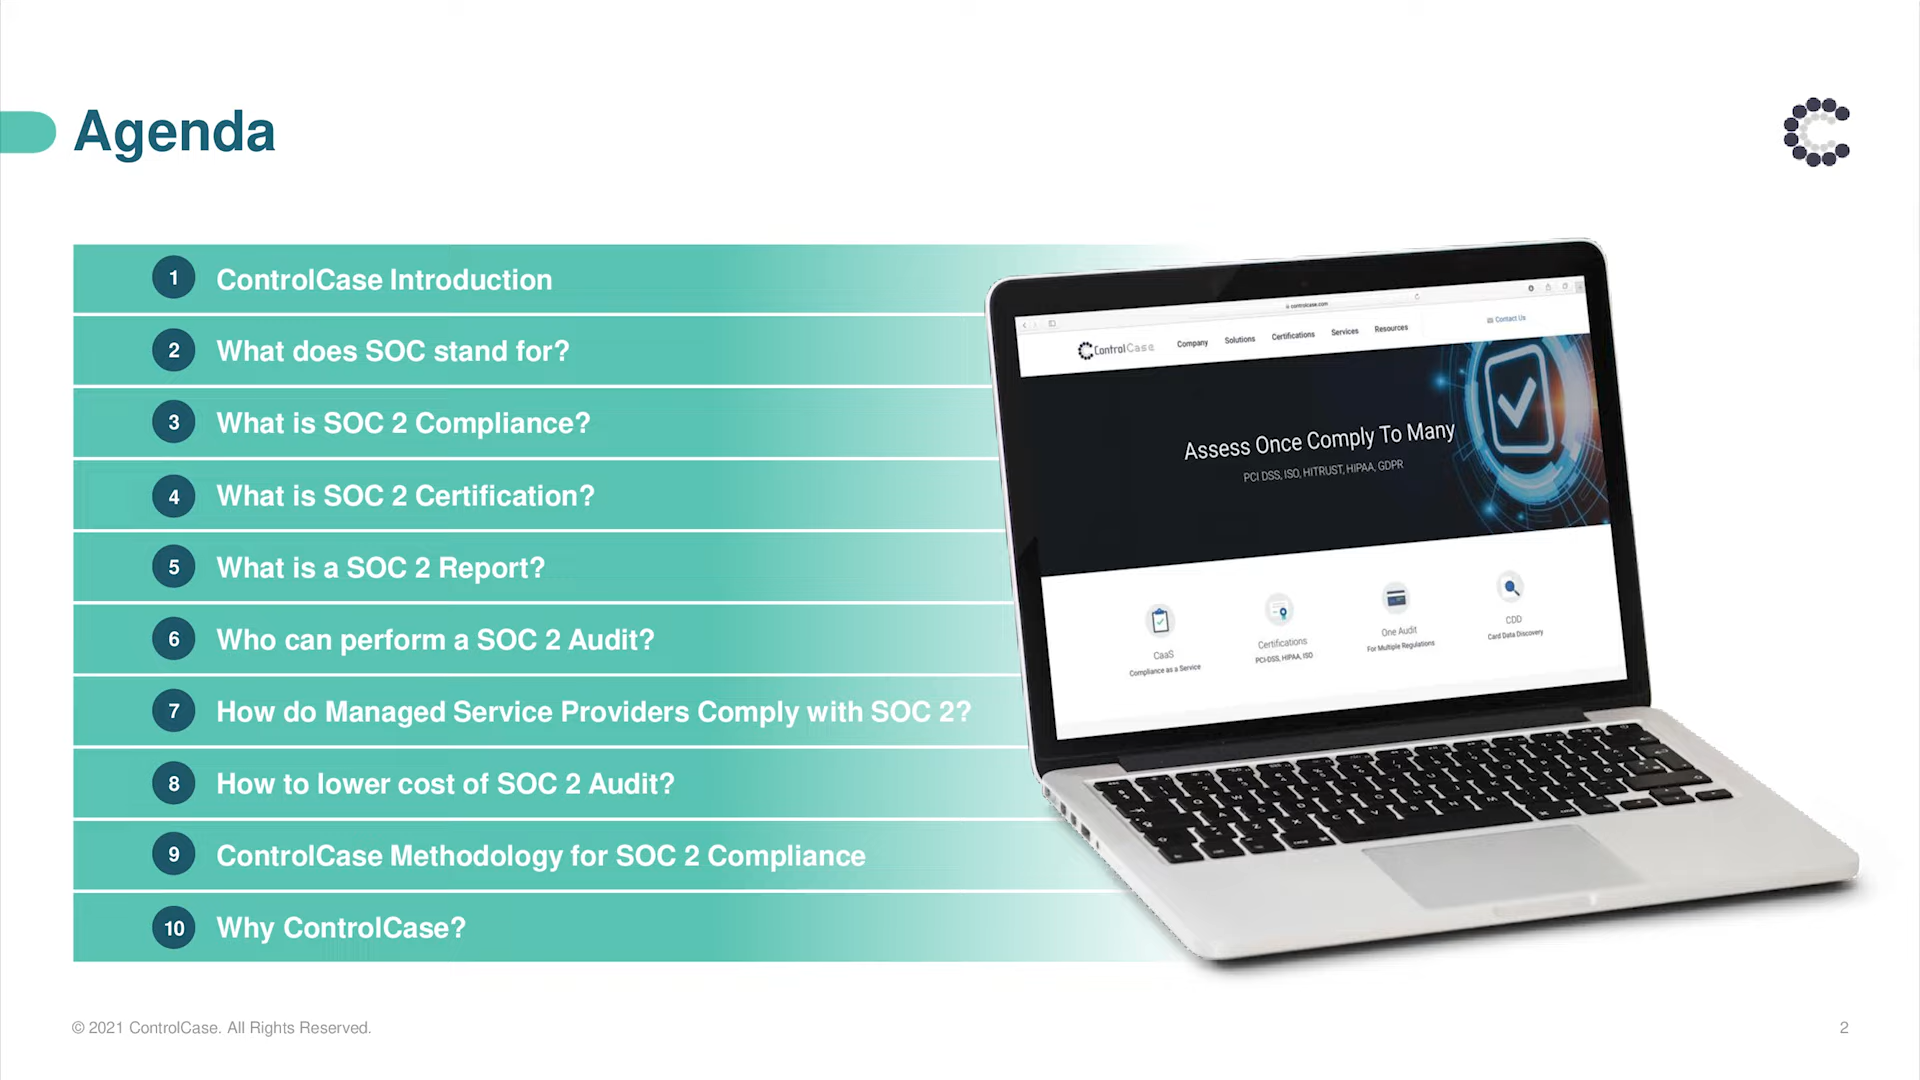 Agenda
1 ControlCase Introduction
2 What does SOC stand for?
3 What is SOC 2 Compliance?
4 What is SOC 2 Certification?
5 What is a SOC 2 Report?
6 Who can perform a SOC 2 Audit?
7 How do Managed Service Providers Comply with SOC 2?
8 How to lower cost of SOC 2 Audit?
9 ControlCase Methodology for SOC 2 Compliance
10 Why ControlCase?
controlcase.com
ControlCase Company Solutions Certifications Services Resources Contact Us
Assess Once Comply To Many
PCI DSS, ISO, HITRUST, HIPAA, GDPR
CaaS
Compliance as a Service
Certifications
PCI-DSS, HIPAA, ISO
One Audit
For Multiple Regulations
CDD
Card Data Discovery
© 2021 ControlCase. All Rights Reserved.
2